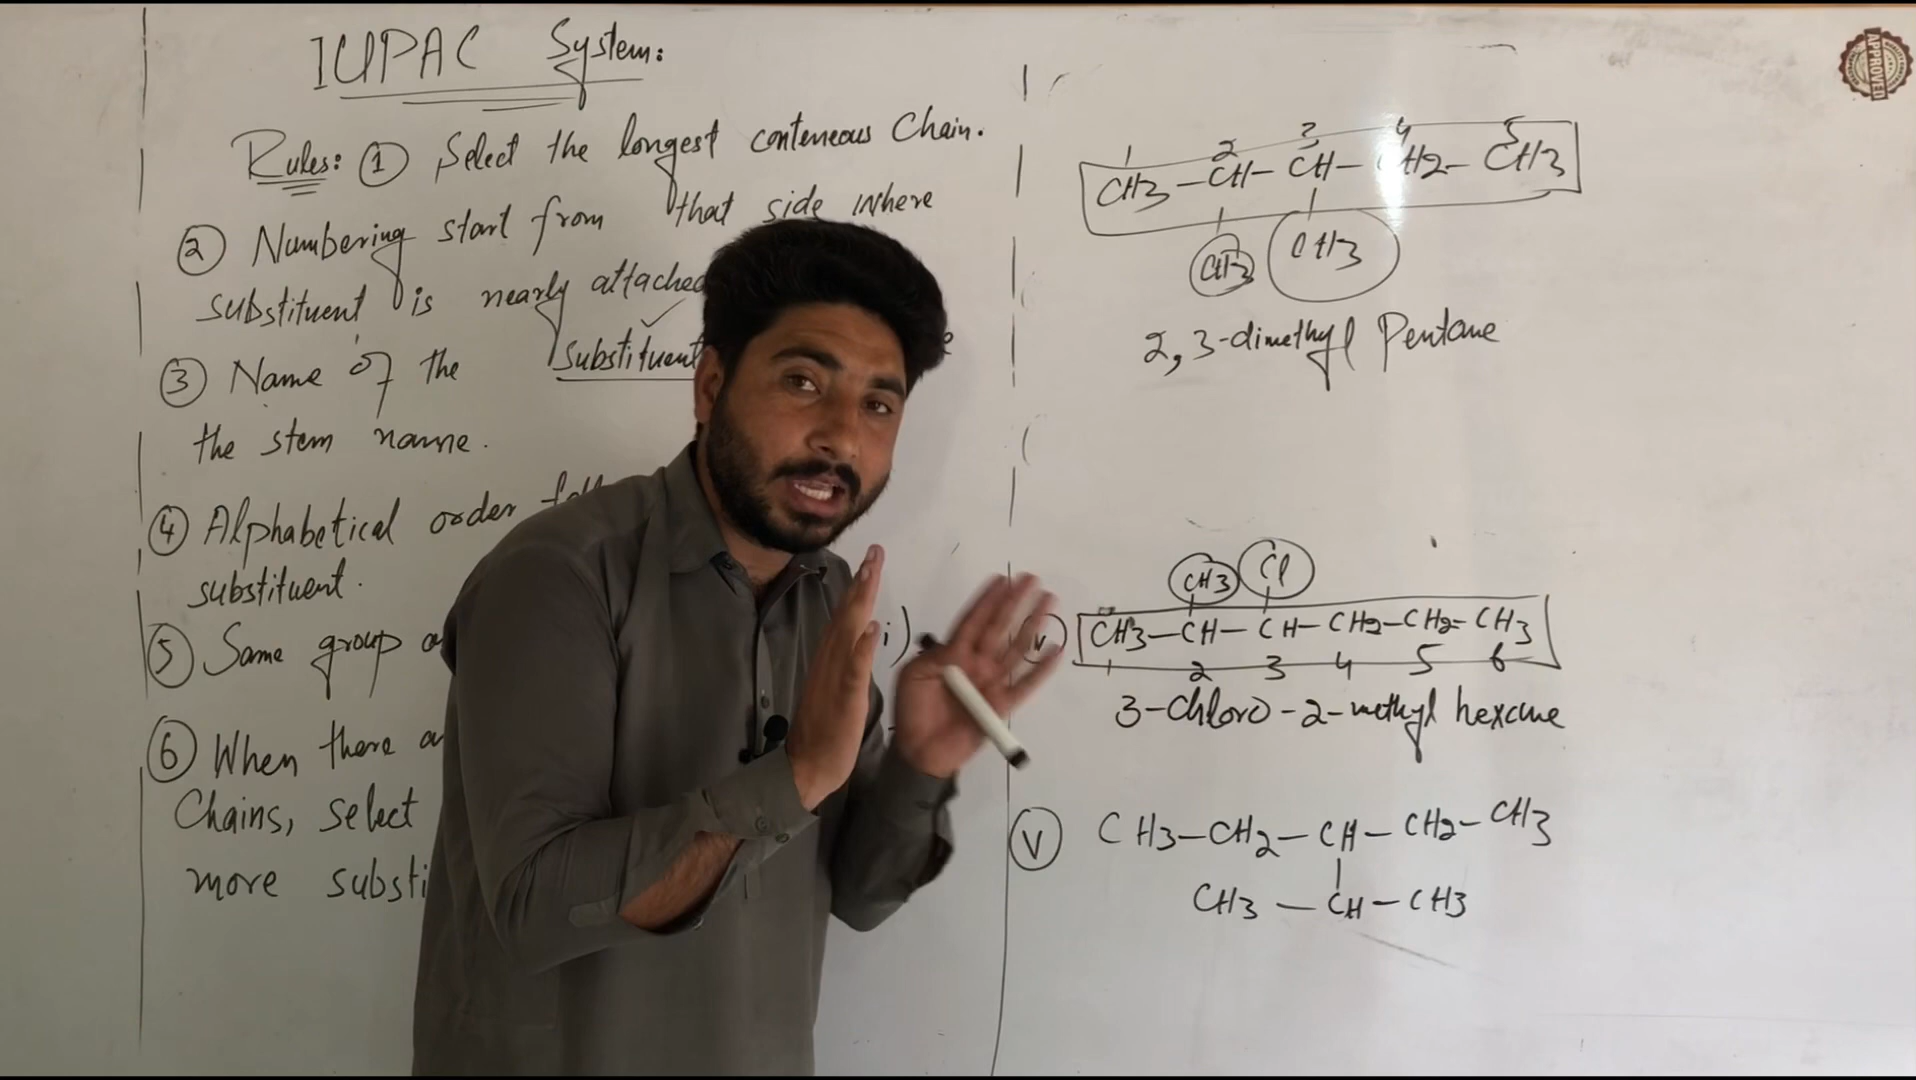 IUPAC System:
Rules: ① Select the longest conteneous Chain.
② Numbering start from that side where
substituent is nearly attached
③ Name of the substituent
the stem name.
④ Alphabetical order
substituent.
⑤ Same group
i)
⑥ When there
Chains, select
more substi
1 2 3 4 5
CH3 – CH – CH – CH2 – CH3
CH3 CH3
2, 3-dimethyl Pentane
CH3 Cl
CH3 – CH – CH – CH2 – CH2 – CH3
1 2 3 4 5 6
3-Chloro-2-methyl hexane
Ⓥ CH3 – CH2 – CH – CH2 – CH3
CH3 – CH – CH3
APPROVED